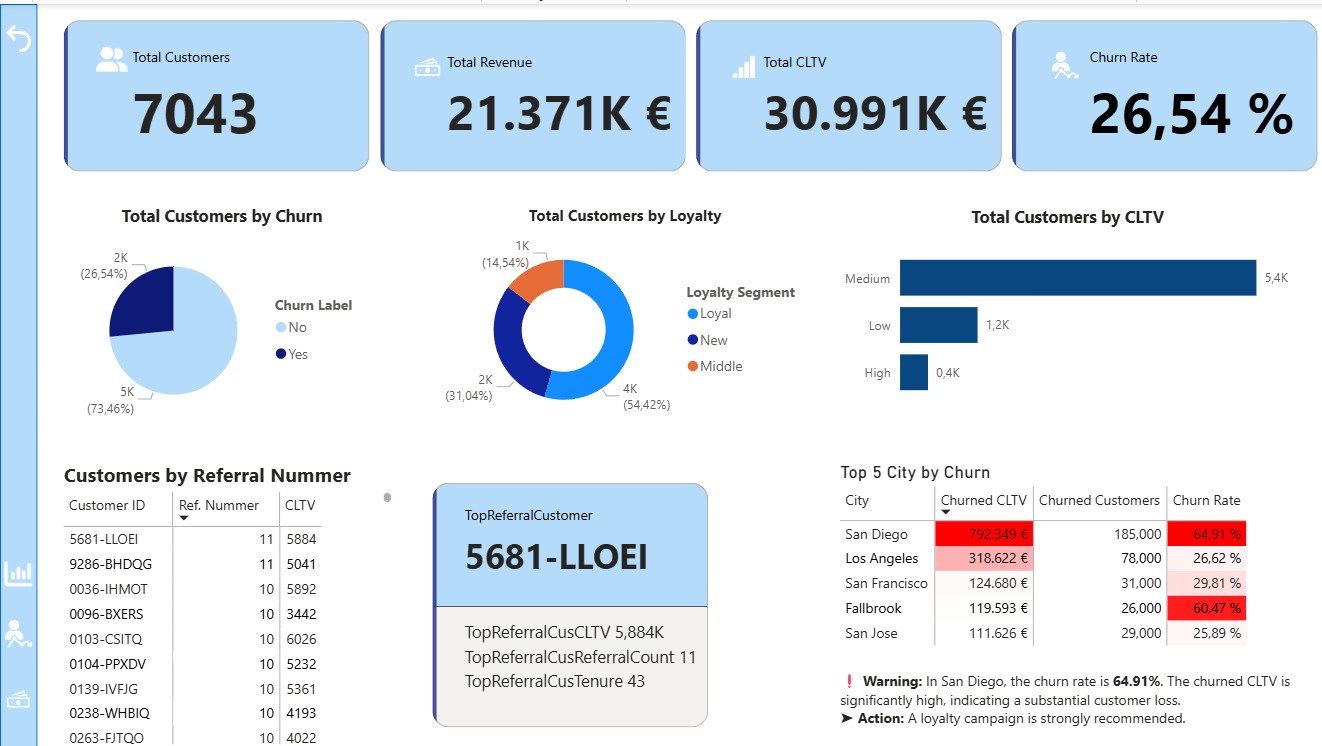 Total Customers
7043
Total Revenue
21.371K €
Total CLTV
30.991K €
Churn Rate
26,54 %
Total Customers by Churn
2K
(26,54%)
5K
(73,46%)
Churn Label
No
Yes
Total Customers by Loyalty
1K
(14,54%)
2K
(31,04%)
4K
(54,42%)
Loyalty Segment
Loyal
New
Middle
Total Customers by CLTV
Medium 5,4K
Low 1,2K
High 0,4K
Customers by Referral Nummer
Customer ID Ref. Nummer CLTV
5681-LLOEI 11 5884
9286-BHDQG 11 5041
0036-IHMOT 10 5892
0096-BXERS 10 3442
0103-CSITQ 10 6026
0104-PPXDV 10 5232
0139-IVFJG 10 5361
0238-WHBIQ 10 4193
0263-FJTQO 10 4022
TopReferralCustomer
5681-LLOEI
TopReferralCusCLTV 5,884K
TopReferralCusReferralCount 11
TopReferralCusTenure 43
Top 5 City by Churn
City Churned CLTV Churned Customers Churn Rate
San Diego 792.349 € 185,000 64,91 %
Los Angeles 318.622 € 78,000 26,62 %
San Francisco 124.680 € 31,000 29,81 %
Fallbrook 119.593 € 26,000 60,47 %
San Jose 111.626 € 29,000 25,89 %
❗ Warning: In San Diego, the churn rate is 64.91%. The churned CLTV is
significantly high, indicating a substantial customer loss.
➤ Action: A loyalty campaign is strongly recommended.